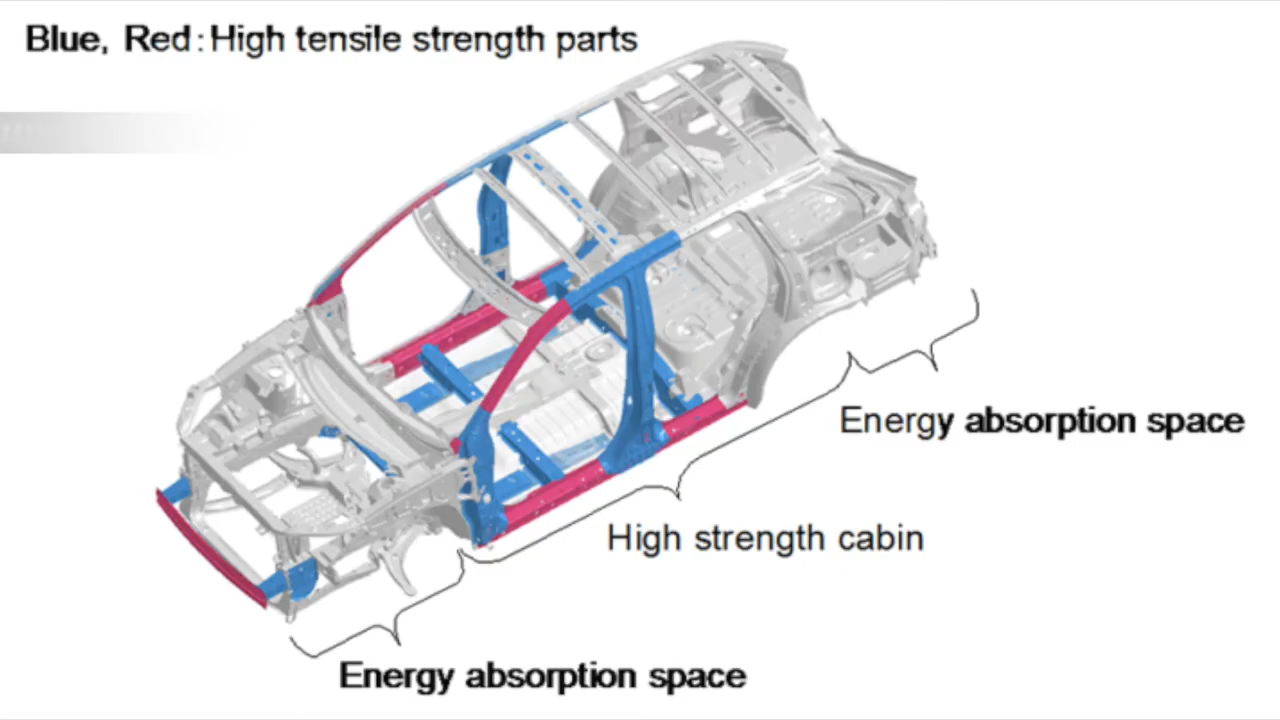 Blue, Red : High tensile strength parts
Energy absorption space
High strength cabin
Energy absorption space